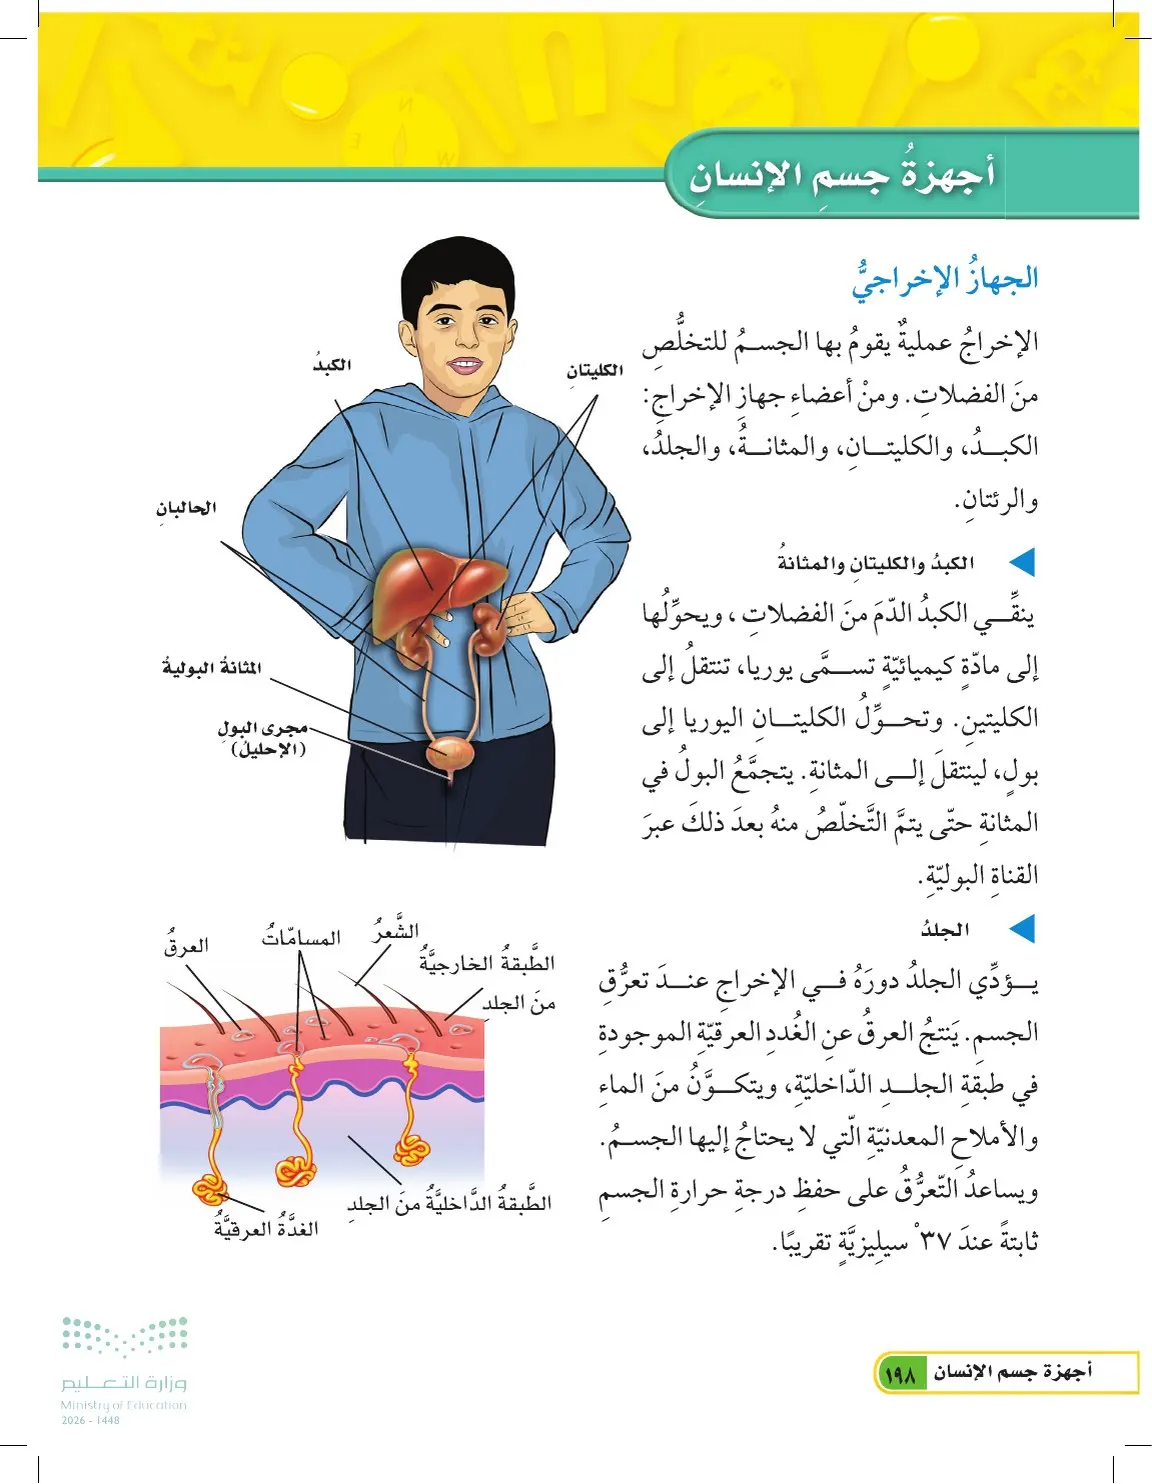 أجهزةُ جسمِ الإنسانِ
الجهازُ الإخراجيُّ
الإخراجُ عمليةٌ يقومُ بها الجسمُ للتخلُّصِ
منَ الفضلاتِ. ومنْ أعضاءِ جهازِ الإخراجِ:
الكبدُ، والكليتانِ، والمثانةُ، والجلدُ،
والرئتانِ.
الكبدُ والكليتانِ والمثانةُ
ينقِّي الكبدُ الدّمَ منَ الفضلاتِ ، ويحوِّلُها
إلى مادّةٍ كيميائيّةٍ تسمَّى يوريا، تنتقلُ إلى
الكليتينِ. وتحوِّلُ الكليتانِ اليوريا إلى
بولٍ، لينتقلَ إلى المثانةِ. يتجمَّعُ البولُ في
المثانةِ حتّى يتمَّ التَّخلّصُ منهُ بعدَ ذلكَ عبرَ
القناةِ البوليّةِ.
الكبدُ
الكليتانِ
الحالبانِ
المثانةُ البوليةُ
مجرى البولِ
(الإحليلُ)
الجلدُ
يؤدِّي الجلدُ دورَهُ في الإخراجِ عندَ تعرُّقِ
الجسمِ. يَنتجُ العرقُ عنِ الغُددِ العرقيّةِ الموجودةِ
في طبقةِ الجلدِ الدّاخليّةِ، ويتكوَّنُ منَ الماءِ
والأملاحِ المعدنيّةِ الّتي لا يحتاجُ إليها الجسمُ.
ويساعدُ التّعرُّقُ على حفظِ درجةِ حرارةِ الجسمِ
ثابتةً عندَ ٣٧ْ سيليزيَّةٍ تقريبًا.
الشَّعرُ
المسامّاتُ
العرقُ
الطَّبقةُ الخارجيَّةُ
منَ الجلدِ
الطَّبقةُ الدَّاخليَّةُ منَ الجلدِ
الغدَّةُ العرقيَّةُ
أجهزة جسم الإنسان ١٩٨
وزارة التعليم
Ministry of Education
2026 - 1448